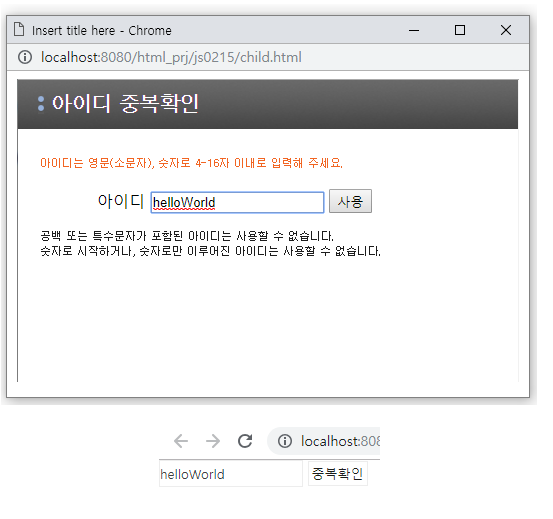 Insert title here - Chrome
localhost:8080/html_prj/js0215/child.html
아이디 중복확인
아이디는 영문(소문자), 숫자로 4-16자 이내로 입력해 주세요.
아이디 helloWorld 사용
공백 또는 특수문자가 포함된 아이디는 사용할 수 없습니다.
숫자로 시작하거나, 숫자로만 이루어진 아이디는 사용할 수 없습니다.
localhost:808
helloWorld 중복확인